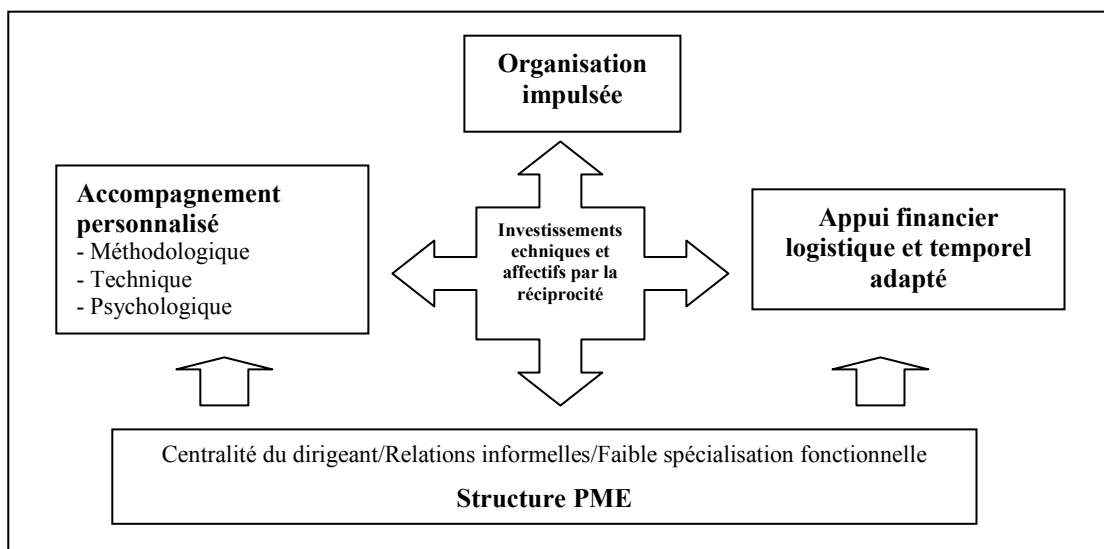 Organisation
impulsée
Accompagnement
personnalisé
- Méthodologique
- Technique
- Psychologique
Investissements
echniques et
affectifs par la
réciprocité
Appui financier
logistique et temporel
adapté
Centralité du dirigeant/Relations informelles/Faible spécialisation fonctionnelle
Structure PME